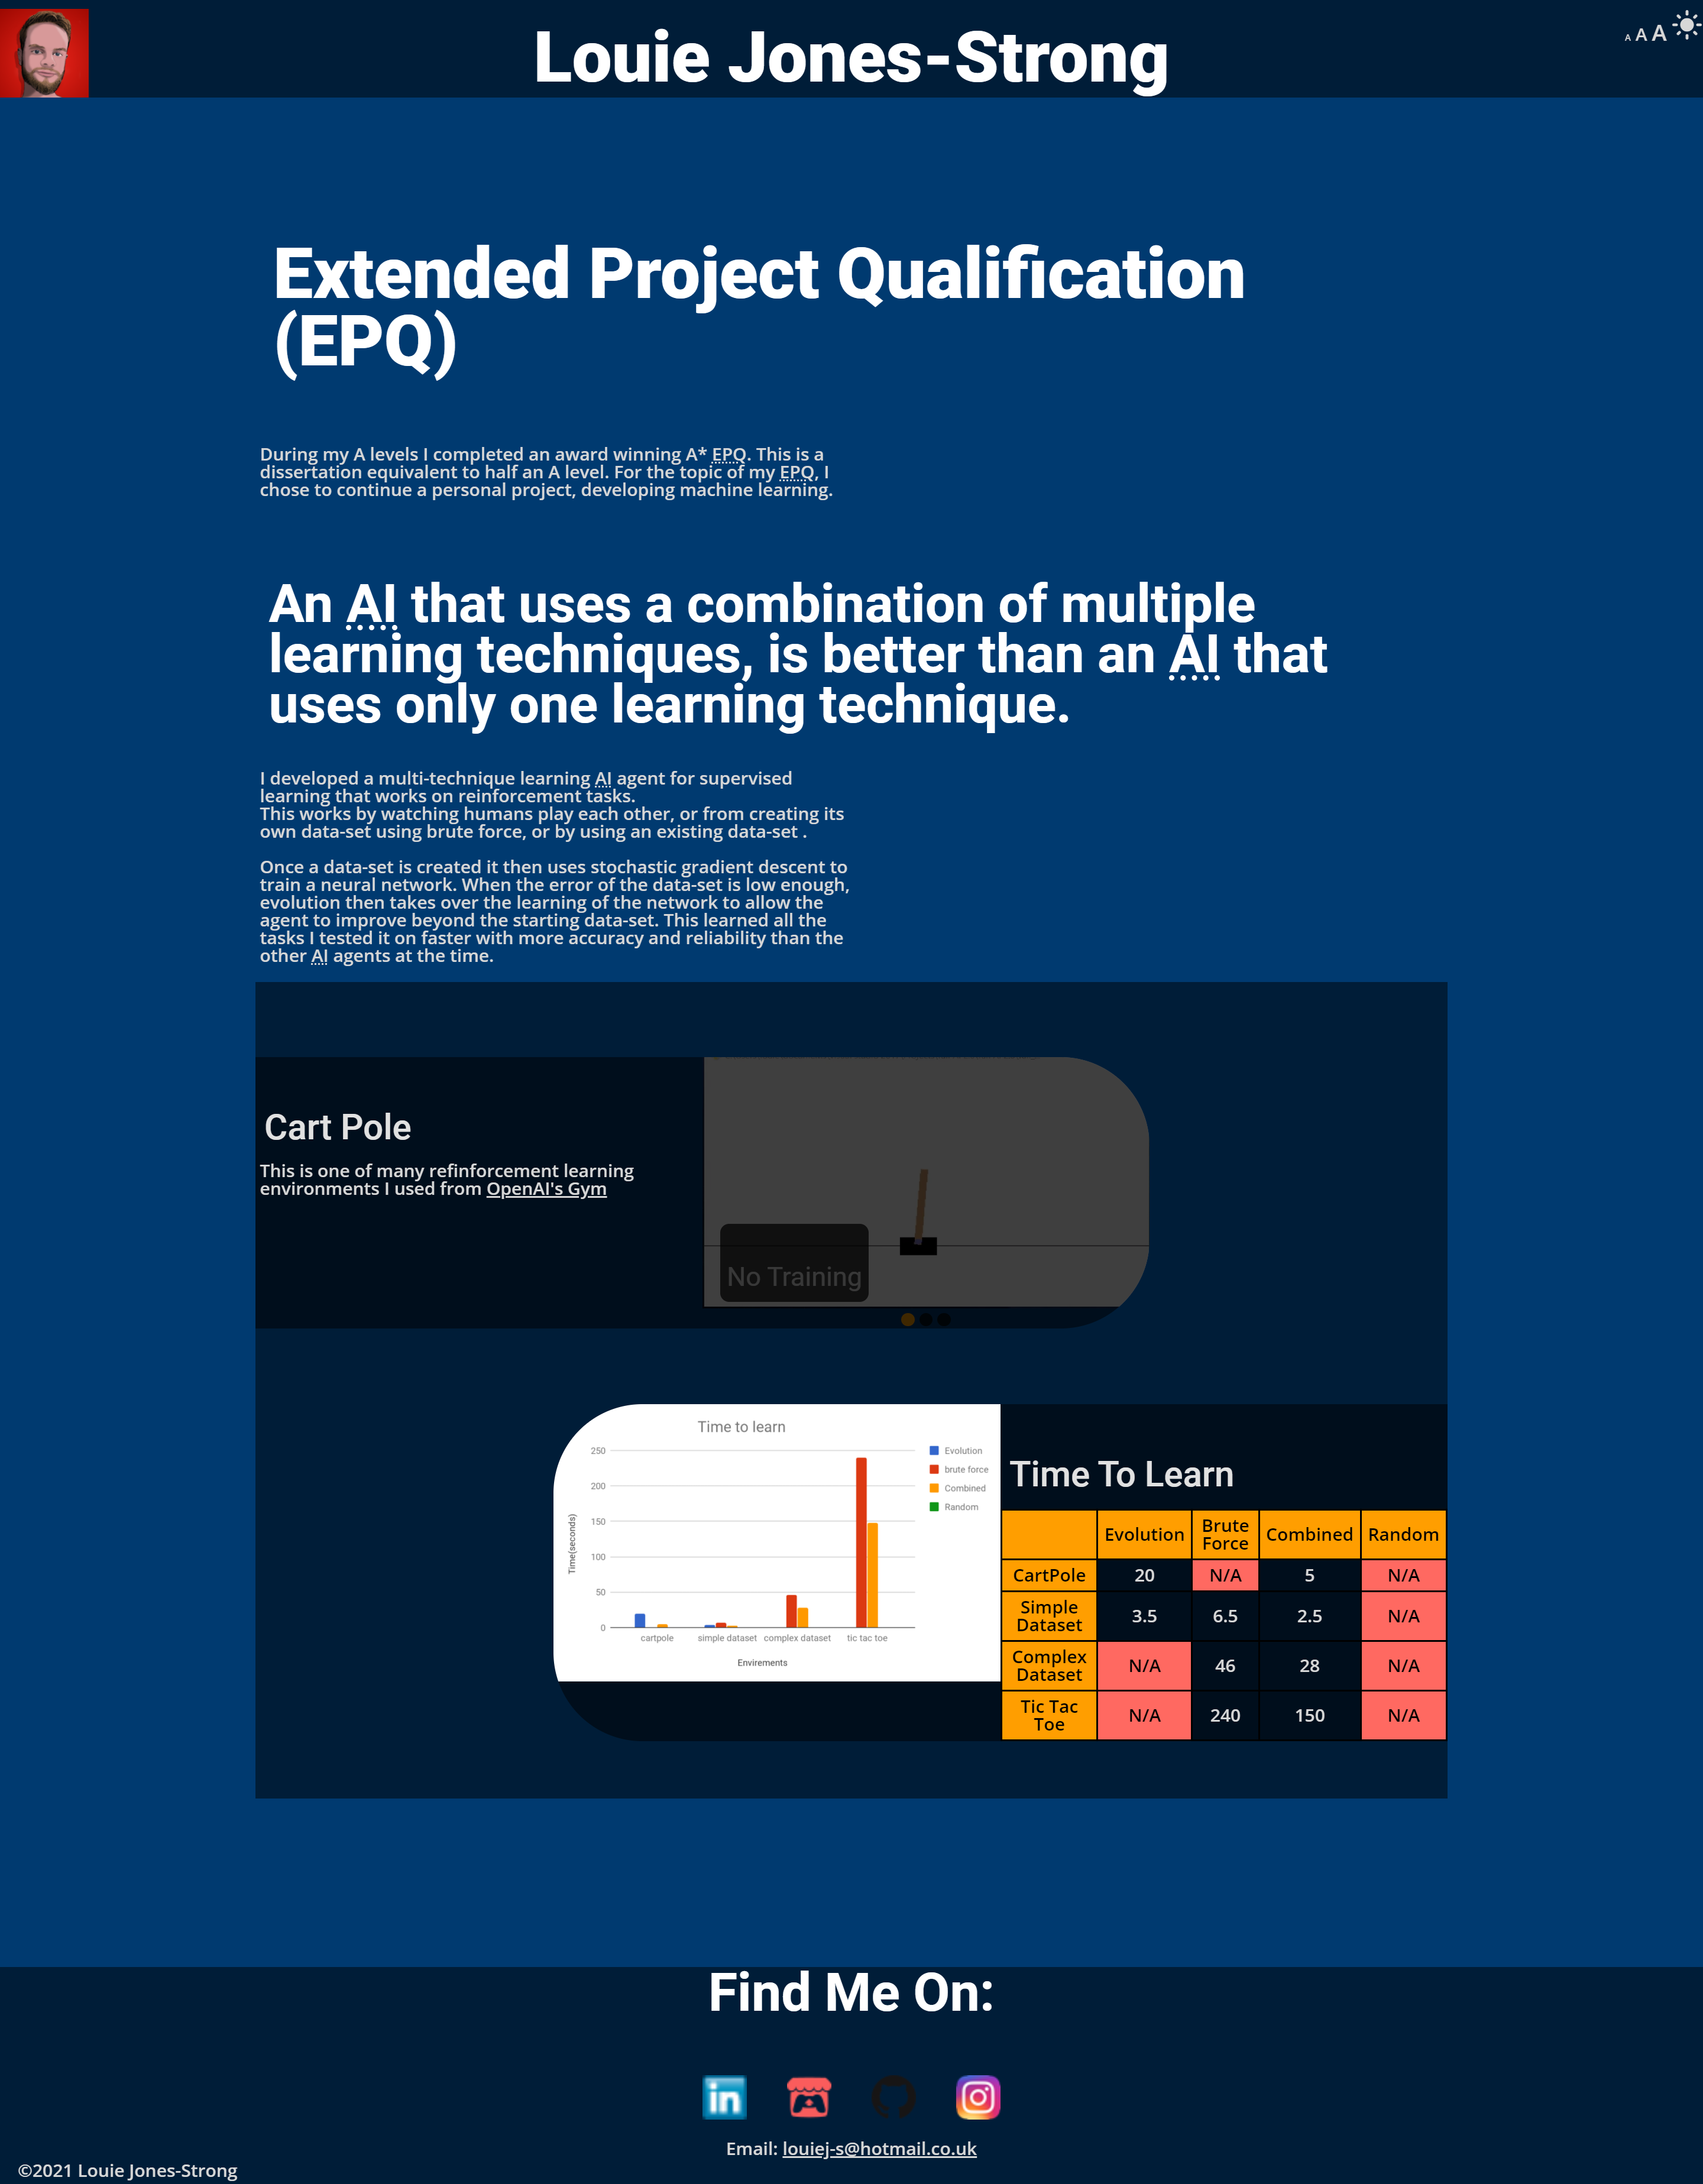 Louie Jones-Strong
A A A
Extended Project Qualification
(EPQ)
During my A levels I completed an award winning A* EPQ. This is a
dissertation equivalent to half an A level. For the topic of my EPQ, I
chose to continue a personal project, developing machine learning.
An AI that uses a combination of multiple
learning techniques, is better than an AI that
uses only one learning technique.
I developed a multi-technique learning AI agent for supervised
learning that works on reinforcement tasks.
This works by watching humans play each other, or from creating its
own data-set using brute force, or by using an existing data-set .
Once a data-set is created it then uses stochastic gradient descent to
train a neural network. When the error of the data-set is low enough,
evolution then takes over the learning of the network to allow the
agent to improve beyond the starting data-set. This learned all the
tasks I tested it on faster with more accuracy and reliability than the
other AI agents at the time.
Cart Pole
This is one of many refinforcement learning
environments I used from OpenAI's Gym
No Training
Time to learn
Time(seconds)
250
200
150
100
50
0
cartpole simple dataset complex dataset tic tac toe
Envirements
Evolution
brute force
Combined
Random
Time To Learn
Evolution Brute Force Combined Random
CartPole 20 N/A 5 N/A
Simple Dataset 3.5 6.5 2.5 N/A
Complex Dataset N/A 46 28 N/A
Tic Tac Toe N/A 240 150 N/A
Find Me On:
in
Email: louiej-s@hotmail.co.uk
©2021 Louie Jones-Strong